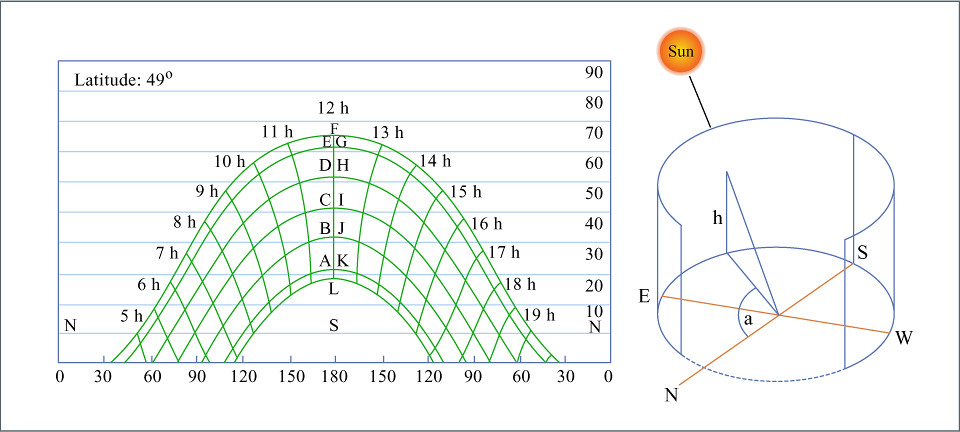 Latitude: 49º
90
80
70
60
50
40
30
20
10
12 h
11 h
13 h
10 h
14 h
9 h
15 h
8 h
16 h
7 h
17 h
6 h
18 h
5 h
19 h
F
E G
D H
C I
B J
A K
L
N
S
N
0 30 60 90 120 150 180 150 120 90 60 30 0
Sun
h
S
E
a
W
N